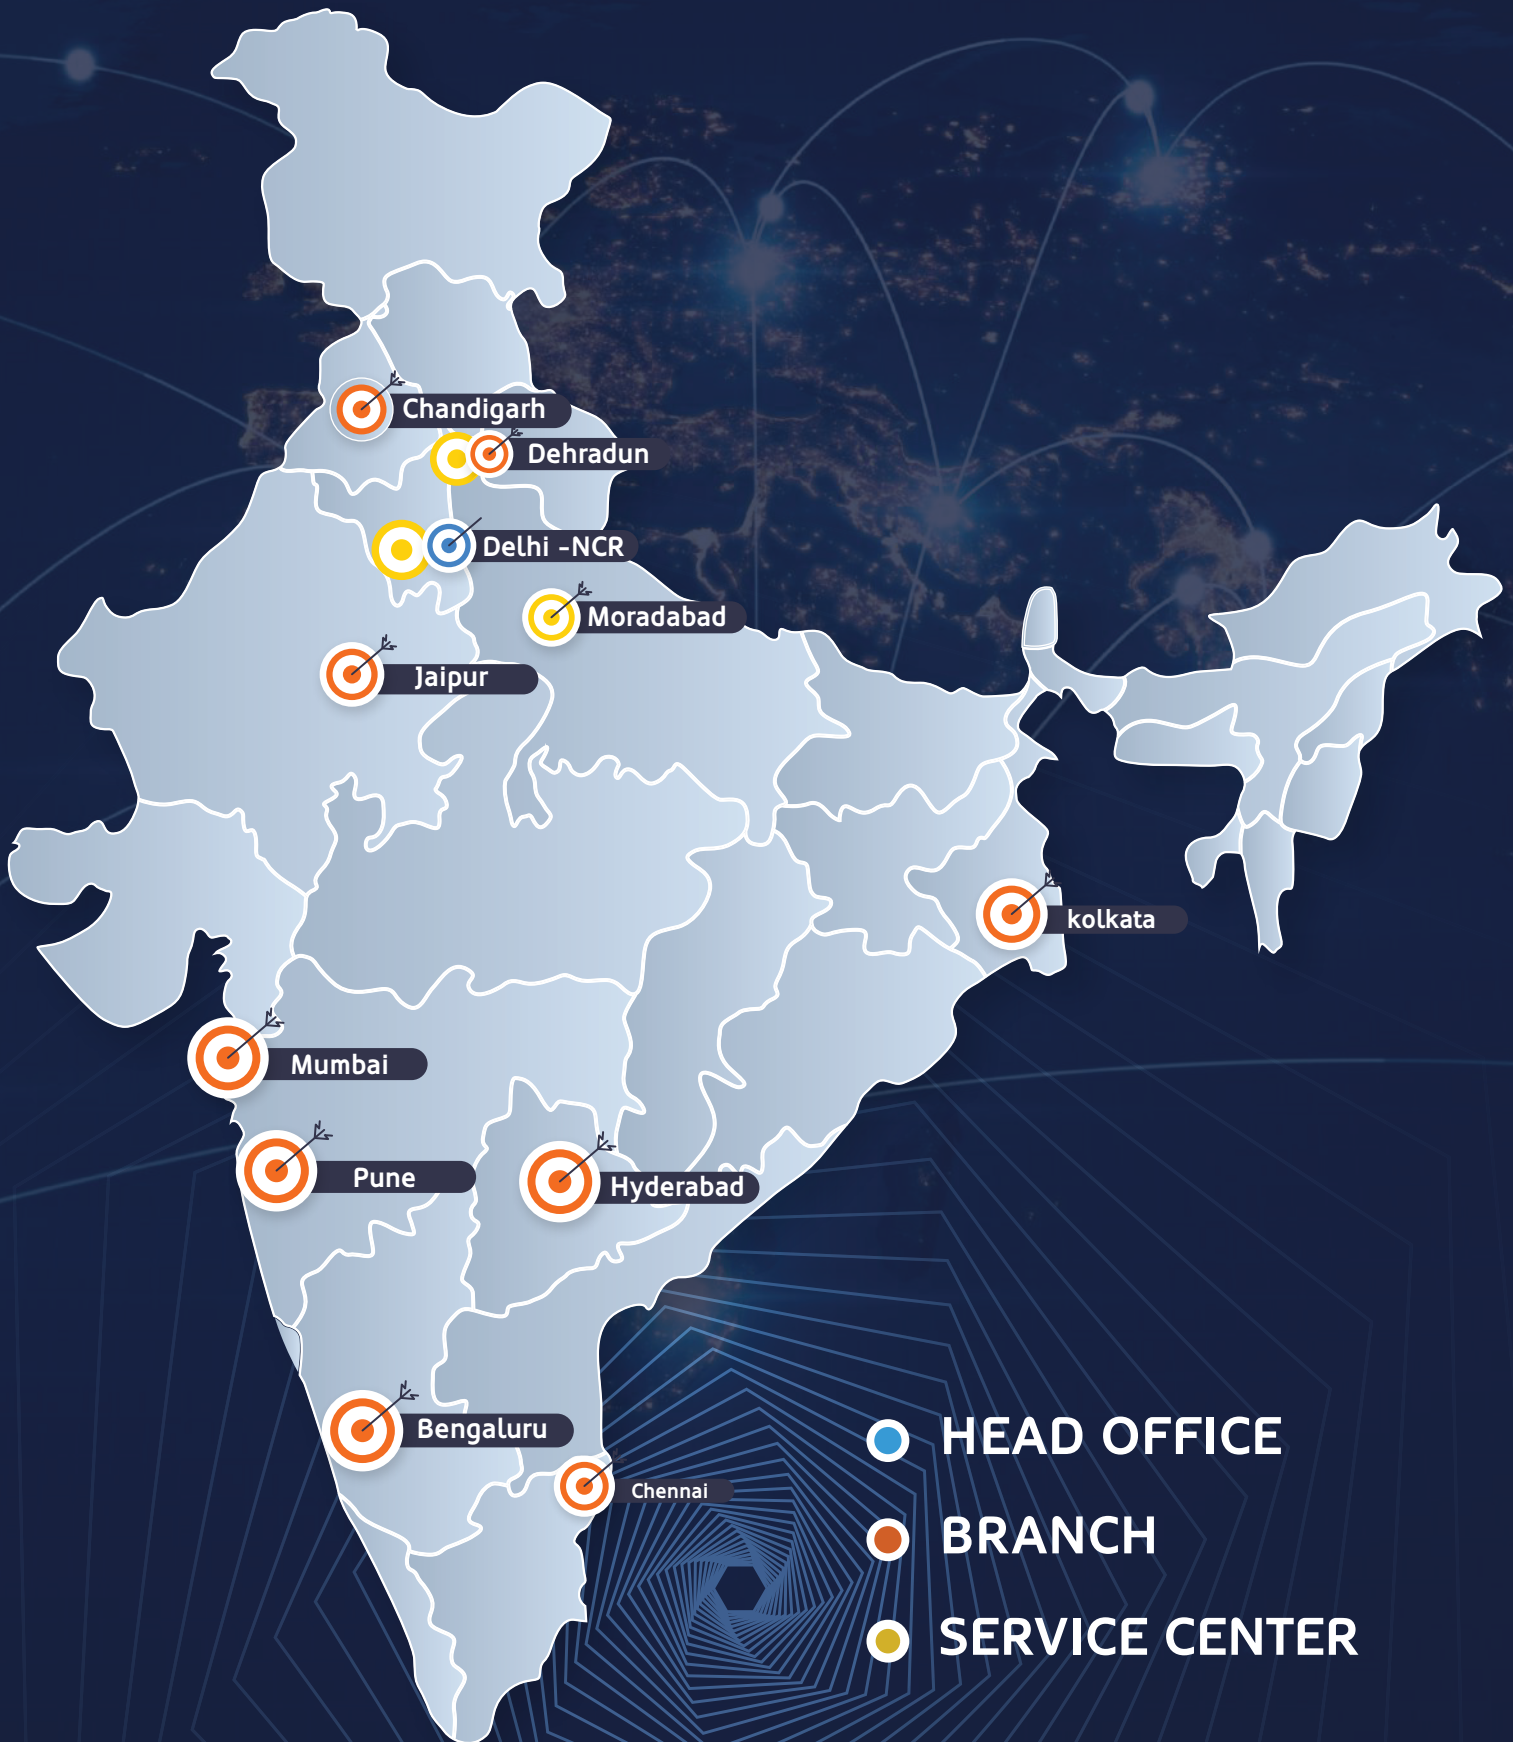 Chandigarh
Dehradun
Delhi -NCR
Moradabad
Jaipur
kolkata
Mumbai
Pune
Hyderabad
Bengaluru
Chennai
HEAD OFFICE
BRANCH
SERVICE CENTER